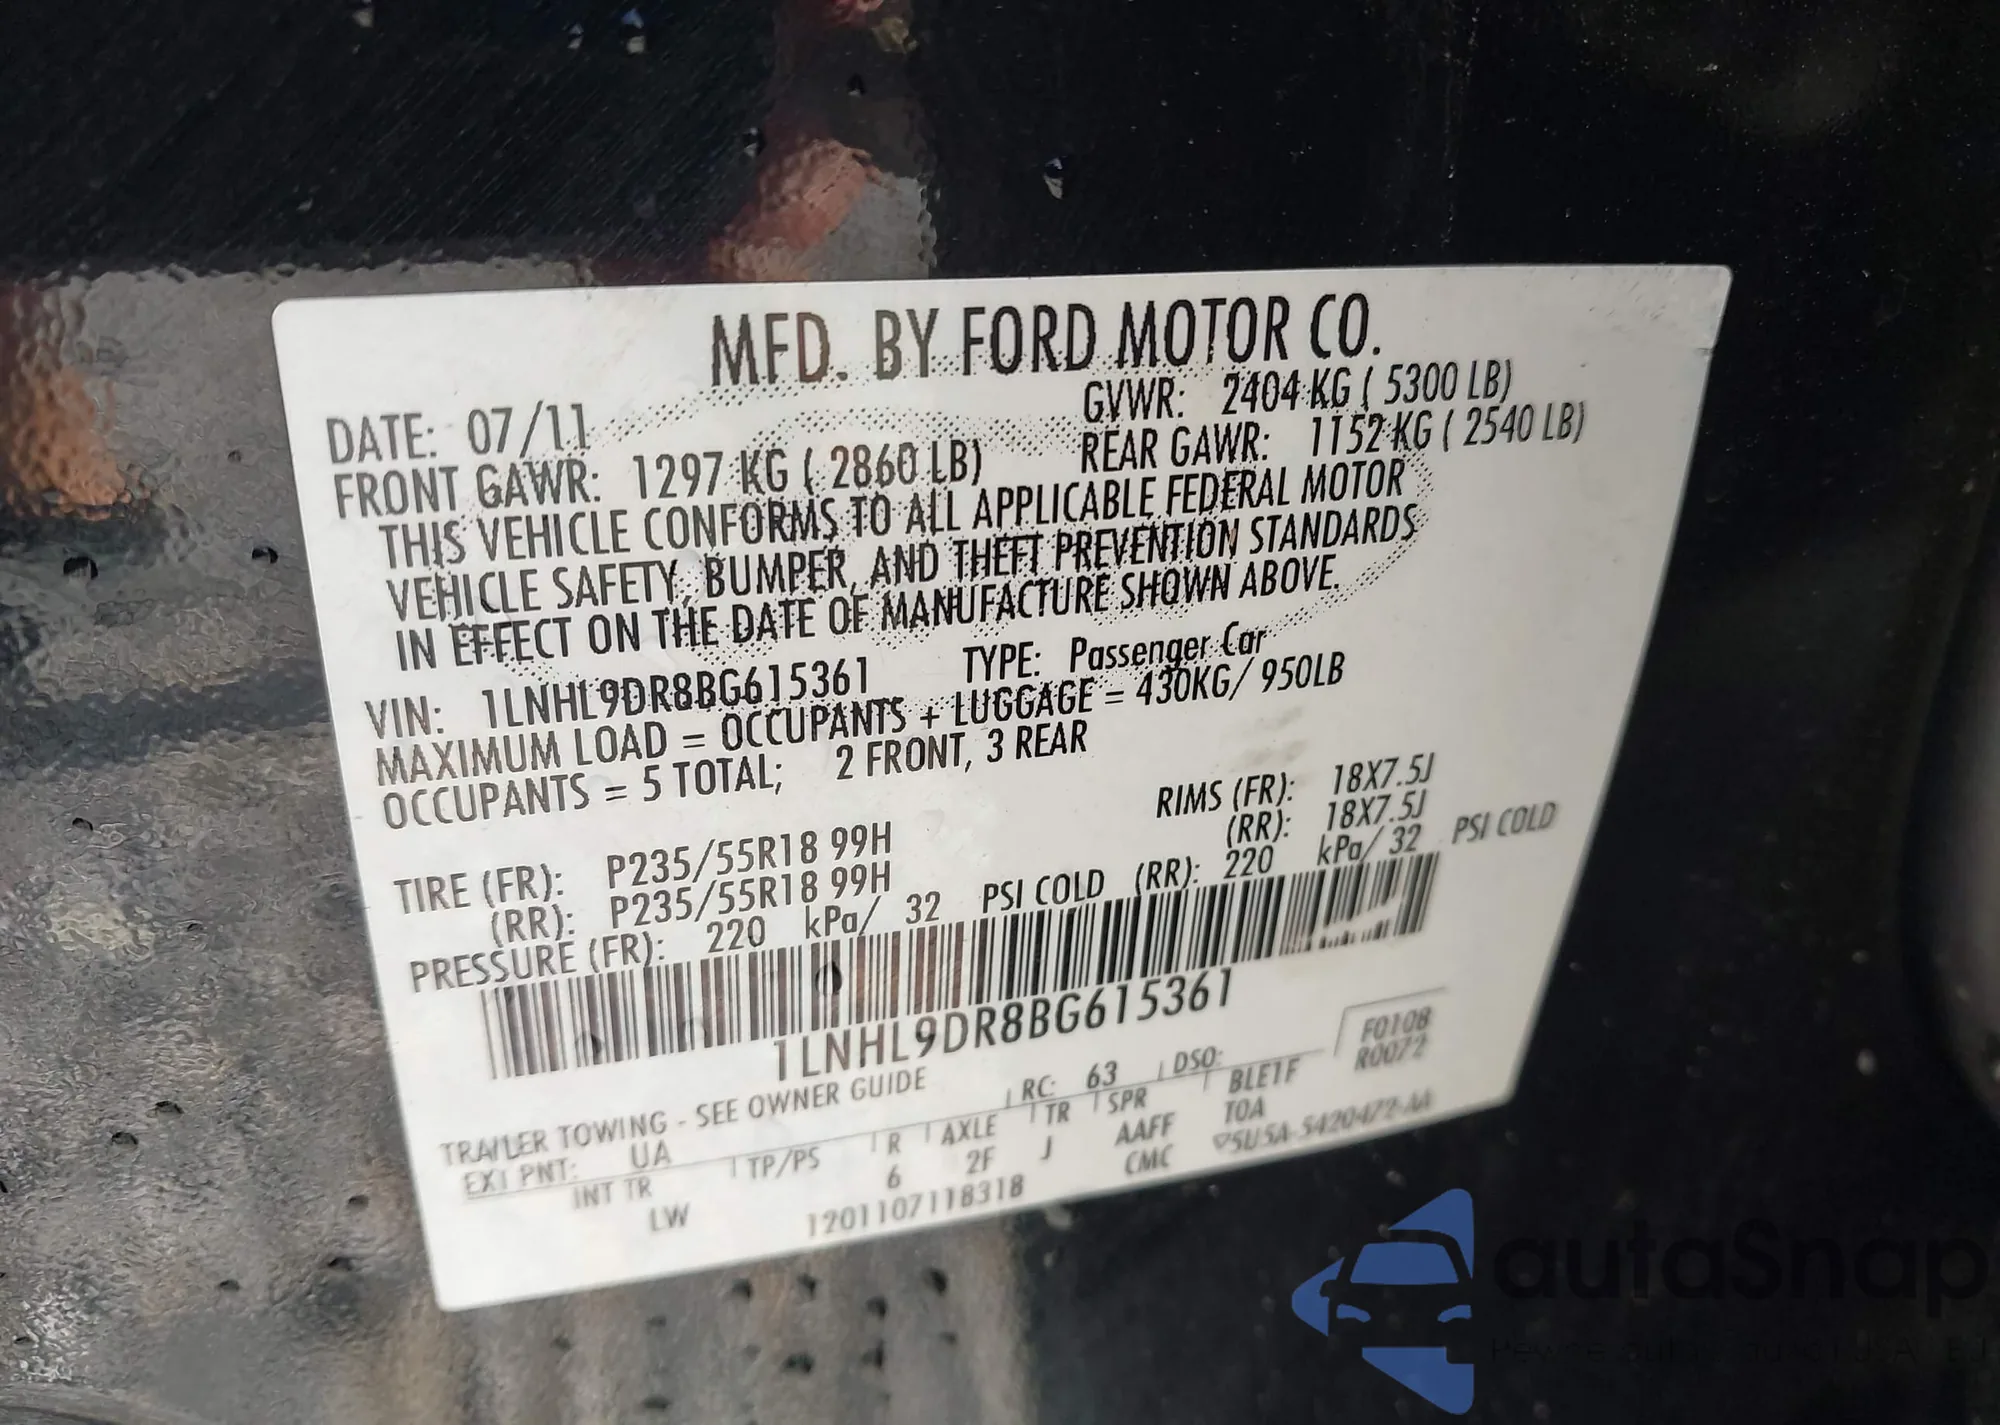 MFD. BY FORD MOTOR CO.
DATE: 07/11 GVWR: 2404 KG ( 5300 LB)
FRONT GAWR: 1297 KG ( 2860 LB) REAR GAWR: 1152 KG ( 2540 LB)
THIS VEHICLE CONFORMS TO ALL APPLICABLE FEDERAL MOTOR
VEHICLE SAFETY, BUMPER, AND THEFT PREVENTION STANDARDS
IN EFFECT ON THE DATE OF MANUFACTURE SHOWN ABOVE.
VIN: 1LNHL9DR8BG615361 TYPE: Passenger Car
MAXIMUM LOAD = OCCUPANTS + LUGGAGE = 430KG/ 950LB
OCCUPANTS = 5 TOTAL; 2 FRONT, 3 REAR
TIRE (FR): P235/55R18 99H RIMS (FR): 18X7.5J
(RR): P235/55R18 99H (RR): 18X7.5J
PRESSURE (FR): 220 kPa/ 32 PSI COLD (RR): 220 kPa/ 32 PSI COLD
1LNHL9DR8BG615361
F0108
R0072
TRAILER TOWING - SEE OWNER GUIDE RC: 63 DSO:
EXT PNT: UA TP/PS R AXLE TR SPR BLE1F
INT TR 6 2F J AAFF TOA
LW 1201107118318 CMC
autaSnap